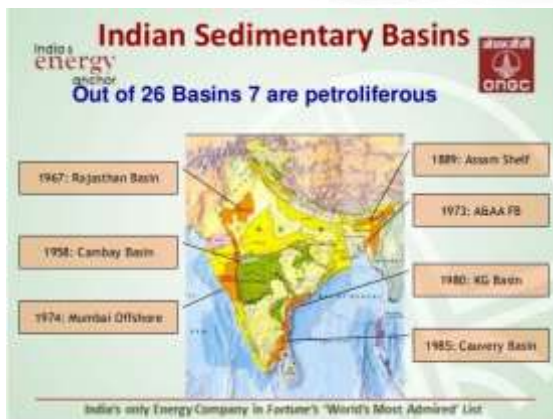 Indian Sedimentary Basins
India's
energy
anchor
ONGC
Out of 26 Basins 7 are petroliferous
1967: Rajasthan Basin
1889: Assam Shelf
1973: A&AA FB
1958: Cambay Basin
1980: KG Basin
1974: Mumbai Offshore
1985: Cauvery Basin
India's only Energy Company in Fortune's 'World's Most Admired' List